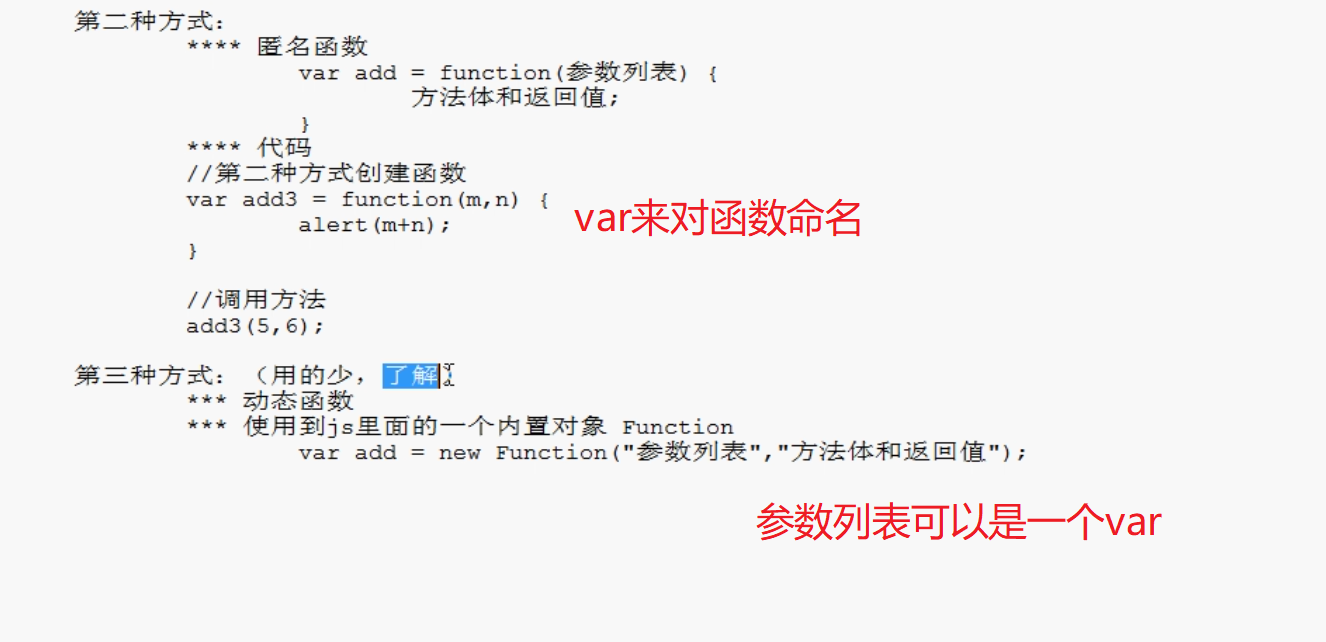 第二种方式：
**** 匿名函数
var add = function(参数列表) {
方法体和返回值;
}
**** 代码
//第二种方式创建函数
var add3 = function(m,n) {
alert(m+n);
}
var来对函数命名
//调用方法
add3(5,6);
第三种方式：（用的少，了解
*** 动态函数
*** 使用到js里面的一个内置对象 Function
var add = new Function("参数列表","方法体和返回值");
参数列表可以是一个var